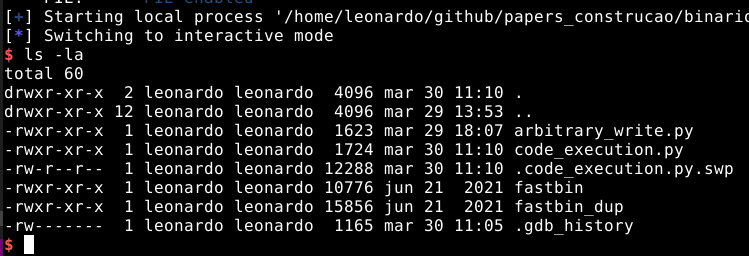 PIE enabled
[+] Starting local process '/home/leonardo/github/papers_construcao/binario
[*] Switching to interactive mode
$ ls -la
total 60
drwxr-xr-x  2 leonardo leonardo  4096 mar 30 11:10 .
drwxr-xr-x 12 leonardo leonardo  4096 mar 29 13:53 ..
-rwxr-xr-x  1 leonardo leonardo  1623 mar 29 18:07 arbitrary_write.py
-rwxr-xr-x  1 leonardo leonardo  1724 mar 30 11:10 code_execution.py
-rw-r--r--  1 leonardo leonardo 12288 mar 30 11:10 .code_execution.py.swp
-rwxr-xr-x  1 leonardo leonardo 10776 jun 21  2021 fastbin
-rwxr-xr-x  1 leonardo leonardo 15856 jun 21  2021 fastbin_dup
-rw-------  1 leonardo leonardo  1165 mar 30 11:05 .gdb_history
$